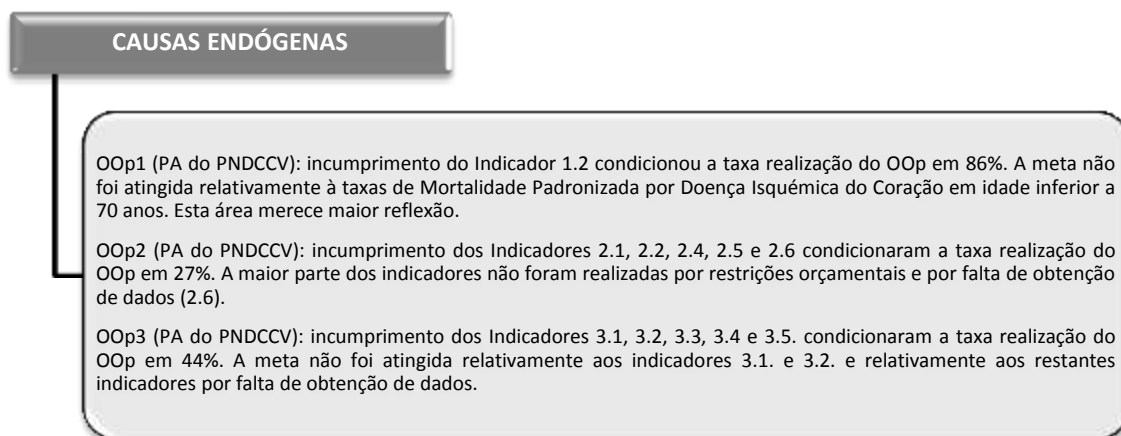 CAUSAS ENDÓGENAS
OOp1 (PA do PNDCCV): incumprimento do Indicador 1.2 condicionou a taxa realização do OOp em 86%. A meta não
foi atingida relativamente à taxas de Mortalidade Padronizada por Doença Isquémica do Coração em idade inferior a
70 anos. Esta área merece maior reflexão.
OOp2 (PA do PNDCCV): incumprimento dos Indicadores 2.1, 2.2, 2.4, 2.5 e 2.6 condicionaram a taxa realização do
OOp em 27%. A maior parte dos indicadores não foram realizadas por restrições orçamentais e por falta de obtenção
de dados (2.6).
OOp3 (PA do PNDCCV): incumprimento dos Indicadores 3.1, 3.2, 3.3, 3.4 e 3.5. condicionaram a taxa realização do
OOp em 44%. A meta não foi atingida relativamente aos indicadores 3.1. e 3.2. e relativamente aos restantes
indicadores por falta de obtenção de dados.